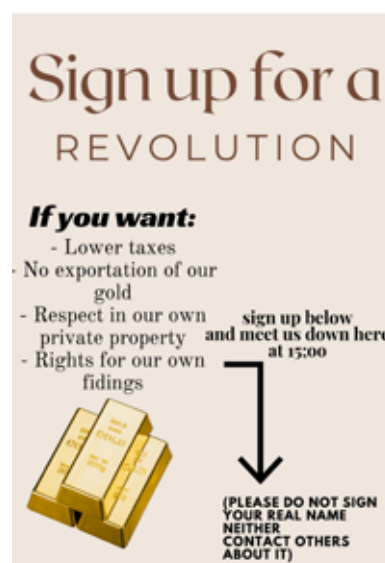 Sign up for a
REVOLUTION
If you want:
- Lower taxes
- No exportation of our
gold
- Respect in our own
private property
- Rights for our own
fidings
sign up below
and meet us down here
at 15:00
(PLEASE DO NOT SIGN
YOUR REAL NAME
NEITHER
CONTACT OTHERS
ABOUT IT)